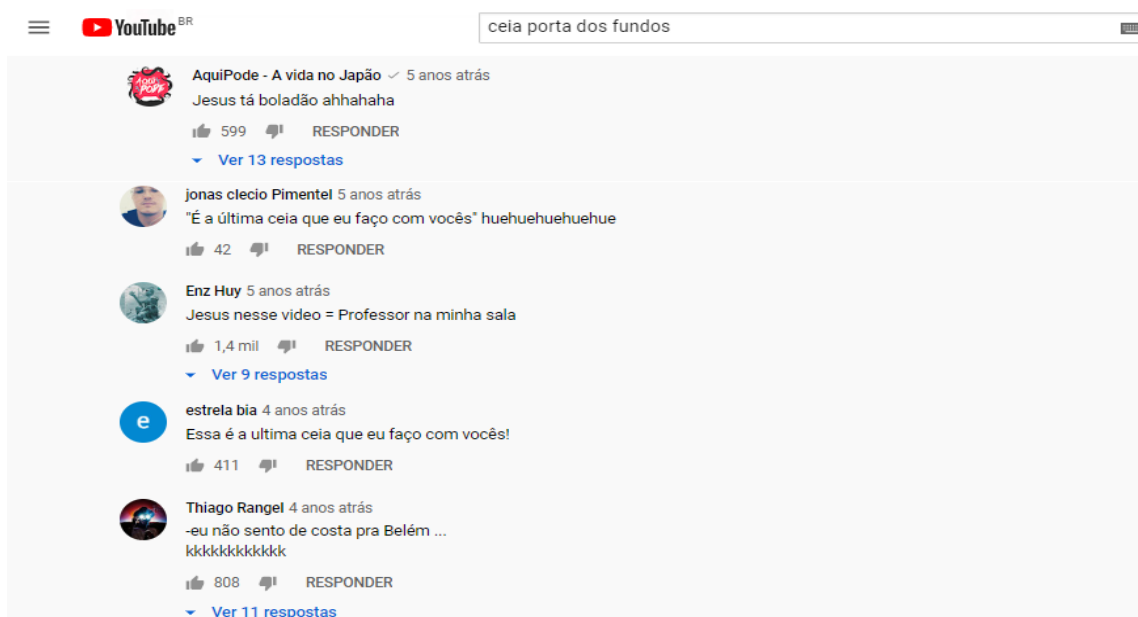 YouTube BR
ceia porta dos fundos
AquiPode - A vida no Japão 5 anos atrás
Jesus tá boladão ahhahaha
599 RESPONDER
Ver 13 respostas
jonas clecio Pimentel 5 anos atrás
"É a última ceia que eu faço com vocês" huehuehuehuehue
42 RESPONDER
Enz Huy 5 anos atrás
Jesus nesse video = Professor na minha sala
1,4 mil RESPONDER
Ver 9 respostas
e
estrela bia 4 anos atrás
Essa é a ultima ceia que eu faço com vocês!
411 RESPONDER
Thiago Rangel 4 anos atrás
-eu não sento de costa pra Belém ...
kkkkkkkkkkkk
808 RESPONDER
Ver 11 respostas